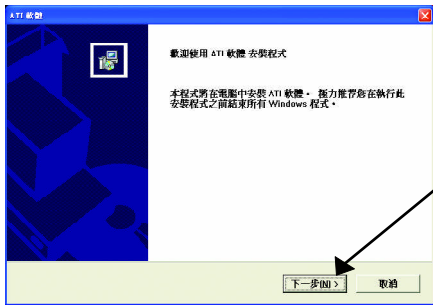 ATI 軟體
歡迎使用 ATI 軟體 安裝程式
本程式將在電腦中安裝 ATI 軟體。 極力推荐您在執行此
安裝程式之前結束所有 Windows 程式。
下一步(N) >
取消